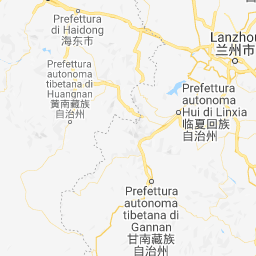 Prefettura
di Haidong
海东市
Lanzhou
兰州市
Prefettura
autonoma
tibetana di
Huangnan
黄南藏族
自治州
Prefettura
autonoma
Hui di Linxia
临夏回族
自治州
Prefettura
autonoma
tibetana di
Gannan
甘南藏族
自治州